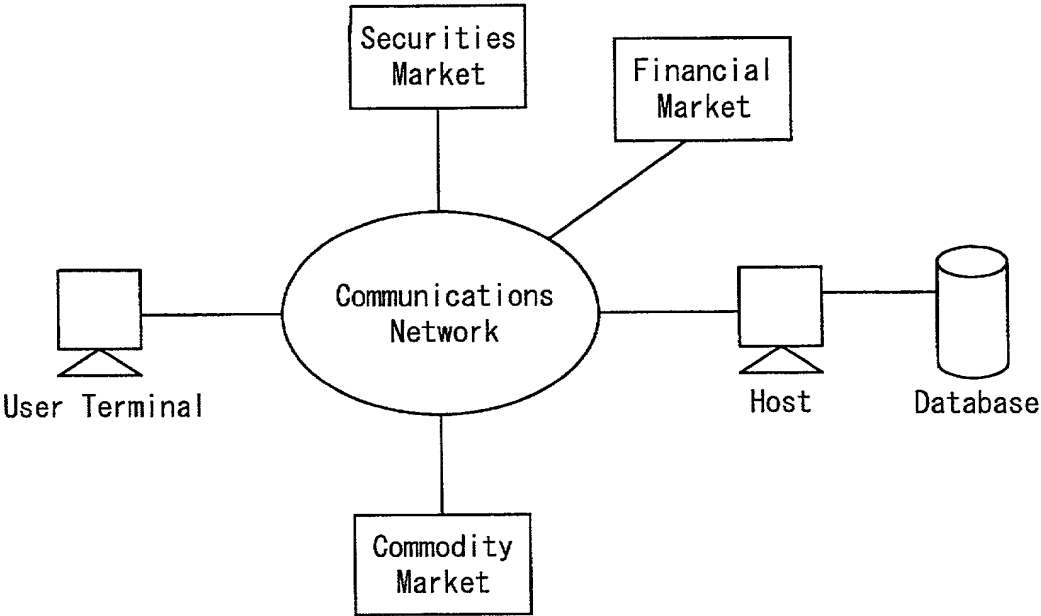 Securities
Market
Financial
Market
Communications
Network
User Terminal
Host
Database
Commodity
Market